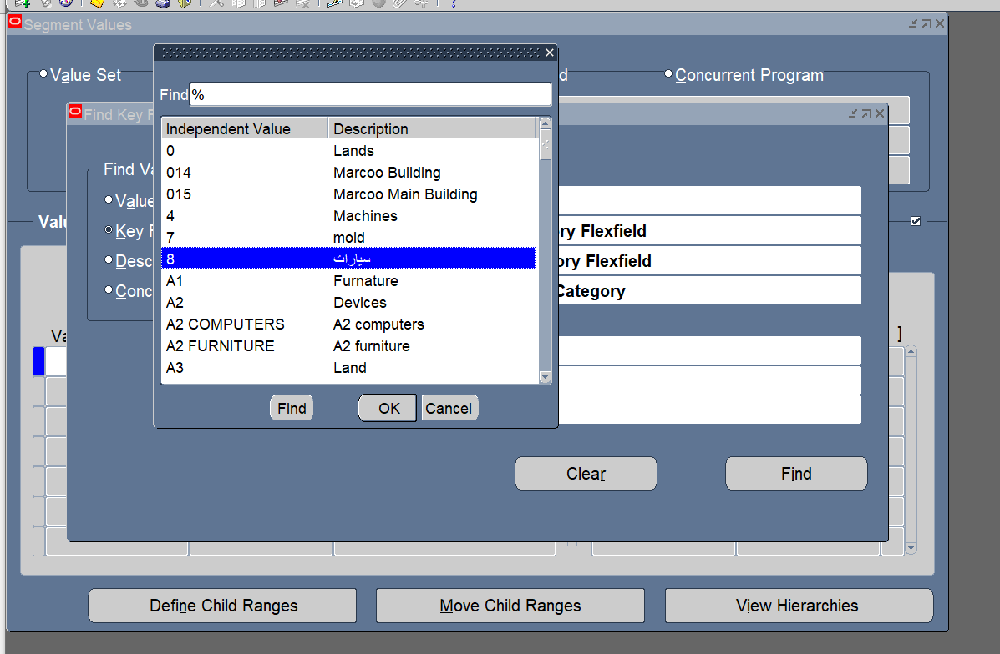 Segment Values
Value Set
d
Concurrent Program
Find Key F
Find%
Independent Value Description
0 Lands
014 Marcoo Building
015 Marcoo Main Building
4 Machines
7 mold
8 سيارات
A1 Furnature
A2 Devices
A2 COMPUTERS A2 computers
A2 FURNITURE A2 furniture
A3 Land
Find OK Cancel
Find Va
Value
Key F
Desc
Conc
ry Flexfield
ory Flexfield
Category
Valu
Va
]
Clear Find
Define Child Ranges Move Child Ranges View Hierarchies